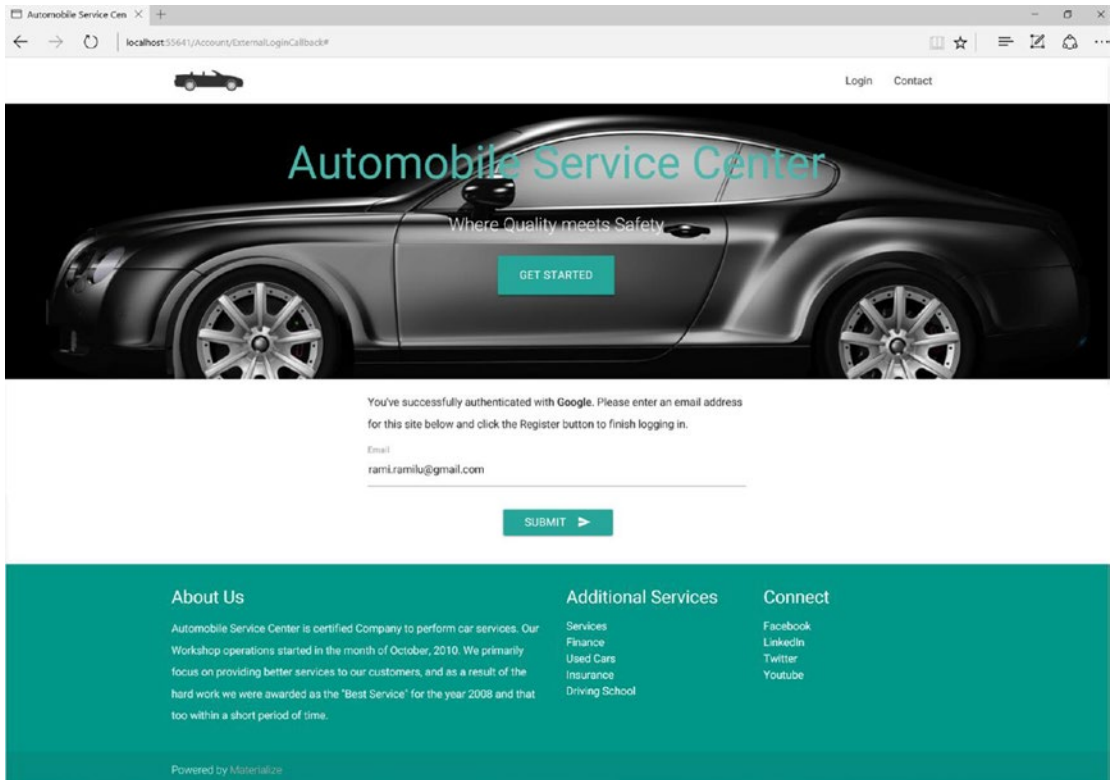 Automobile Service Cen
localhost:55641/Account/ExternalLoginCallback#
Login Contact
Automobile Service Center
Where Quality meets Safety
GET STARTED
You've successfully authenticated with Google. Please enter an email address
for this site below and click the Register button to finish logging in.
Email
rami.ramilu@gmail.com
SUBMIT
About Us
Automobile Service Center is certified Company to perform car services. Our
Workshop operations started in the month of October, 2010. We primarily
focus on providing better services to our customers, and as a result of the
hard work we were awarded as the "Best Service" for the year 2008 and that
too within a short period of time.
Additional Services
Services
Finance
Used Cars
Insurance
Driving School
Connect
Facebook
LinkedIn
Twitter
Youtube
Powered by Materialize